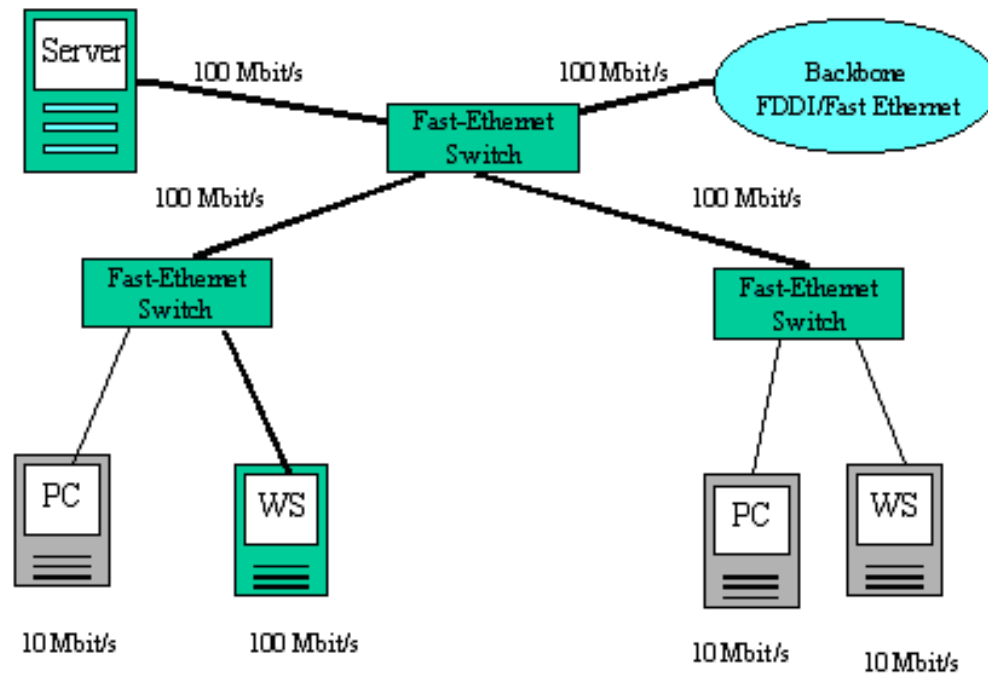 Server
100 Mbit/s
100 Mbit/s
Backbone
FDDI/Fast Ethernet
Fast-Ethernet
Switch
100 Mbit/s
100 Mbit/s
Fast-Ethernet
Switch
Fast-Ethernet
Switch
PC
WS
PC
WS
10 Mbit/s
100 Mbit/s
10 Mbit/s
10 Mbit/s